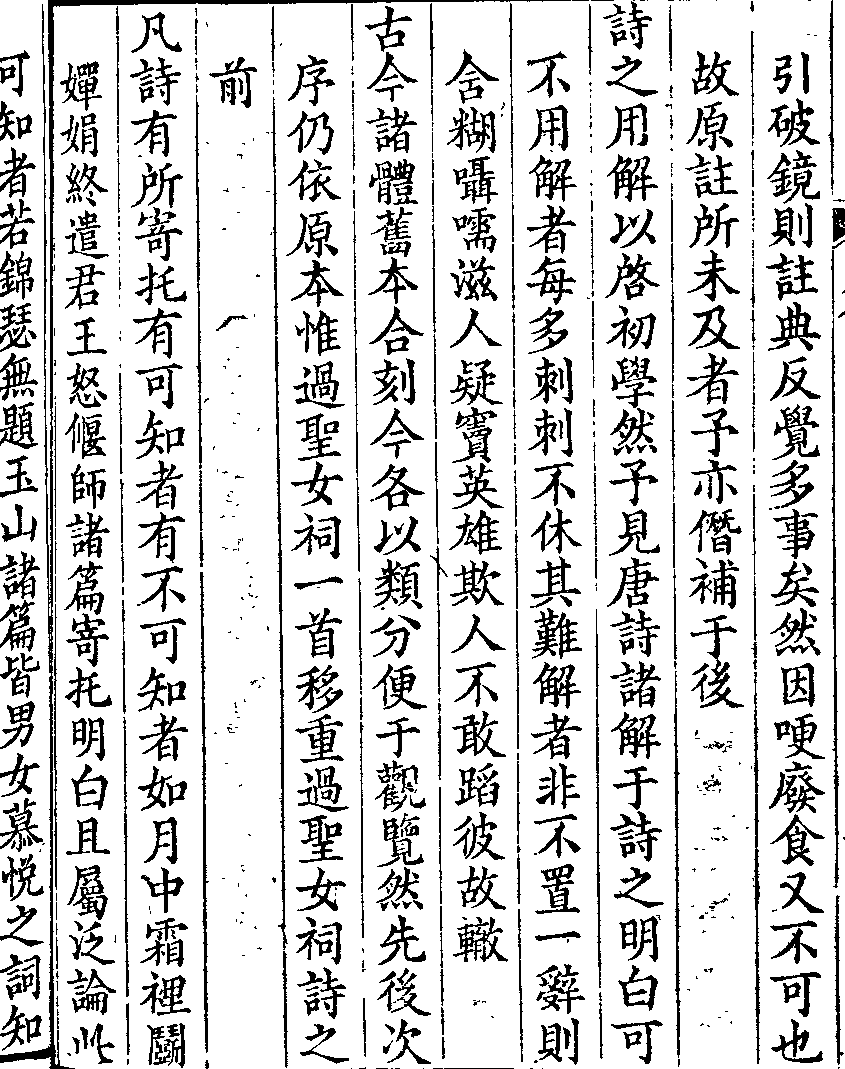 引破鏡則註典反覺多事矣然因哽廢食又不可也
故原註所未及者予亦僭補于後
詩之用解以啓初學然予見唐詩諸解于詩之明白可
不用解者每多刺刺不休其難解者非不置一辭則
含糊囁嚅滋人疑竇英雄欺人不敢蹈彼故轍
古今諸體舊本合刻今各以類分便于觀覽然先後次
序仍依原本惟過聖女祠一首移重過聖女祠詩之
前
凡詩有所寄托有可知者有不可知者如月中霜裡鬭
嬋娟終遣君王怒偃師諸篇寄托明白且屬泛論此
可知者若錦瑟無題玉山諸篇皆男女慕悅之詞知